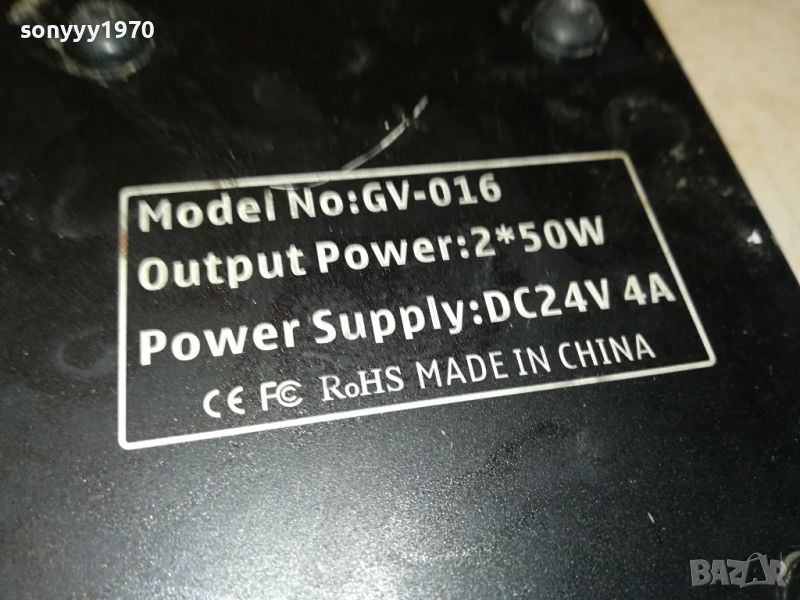 sonyyy1970
Model No:GV-016
Output Power:2*50W
Power Supply:DC24V 4A
CE FC RoHS MADE IN CHINA
BAZAR